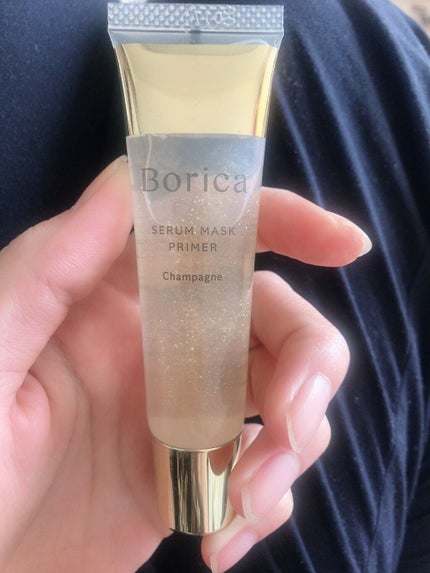 Borica
SERUM MASK
PRIMER
Champagne